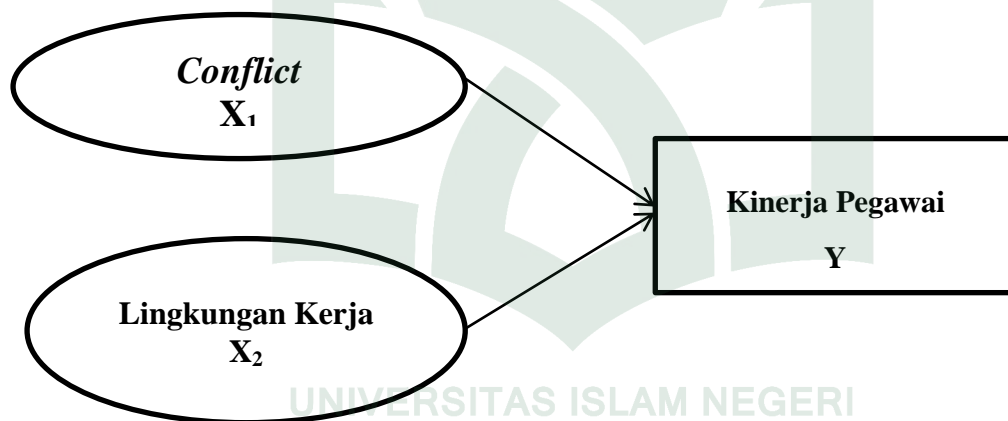 Conflict
X₁
Kinerja Pegawai
Y
Lingkungan Kerja
X₂
UNIVERSITAS ISLAM NEGERI